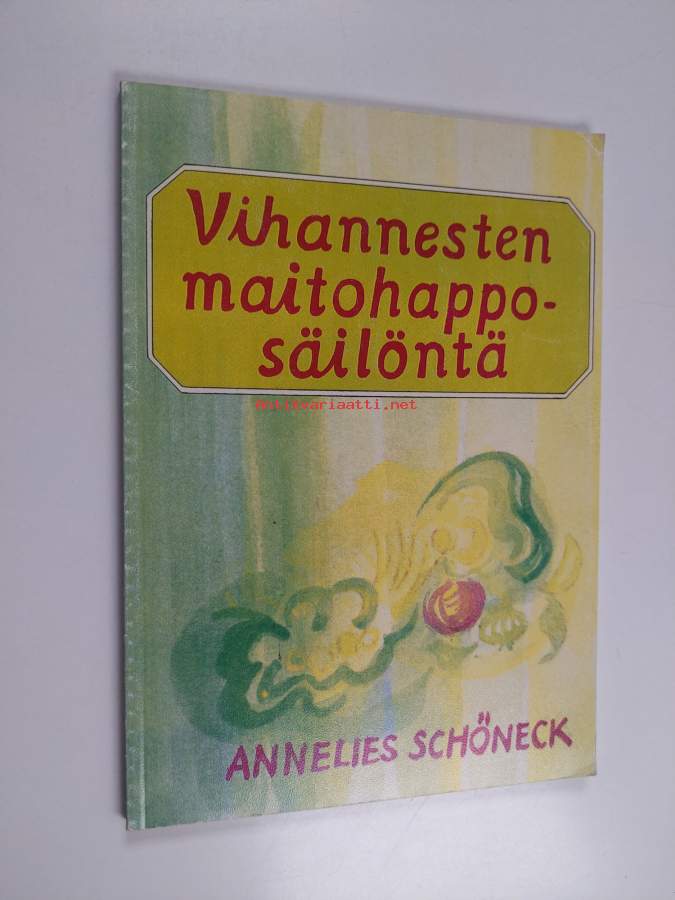 Vihannesten
maitohappo-
säilöntä
Antikvariaatti.net
ANNELIES SCHÖNECK